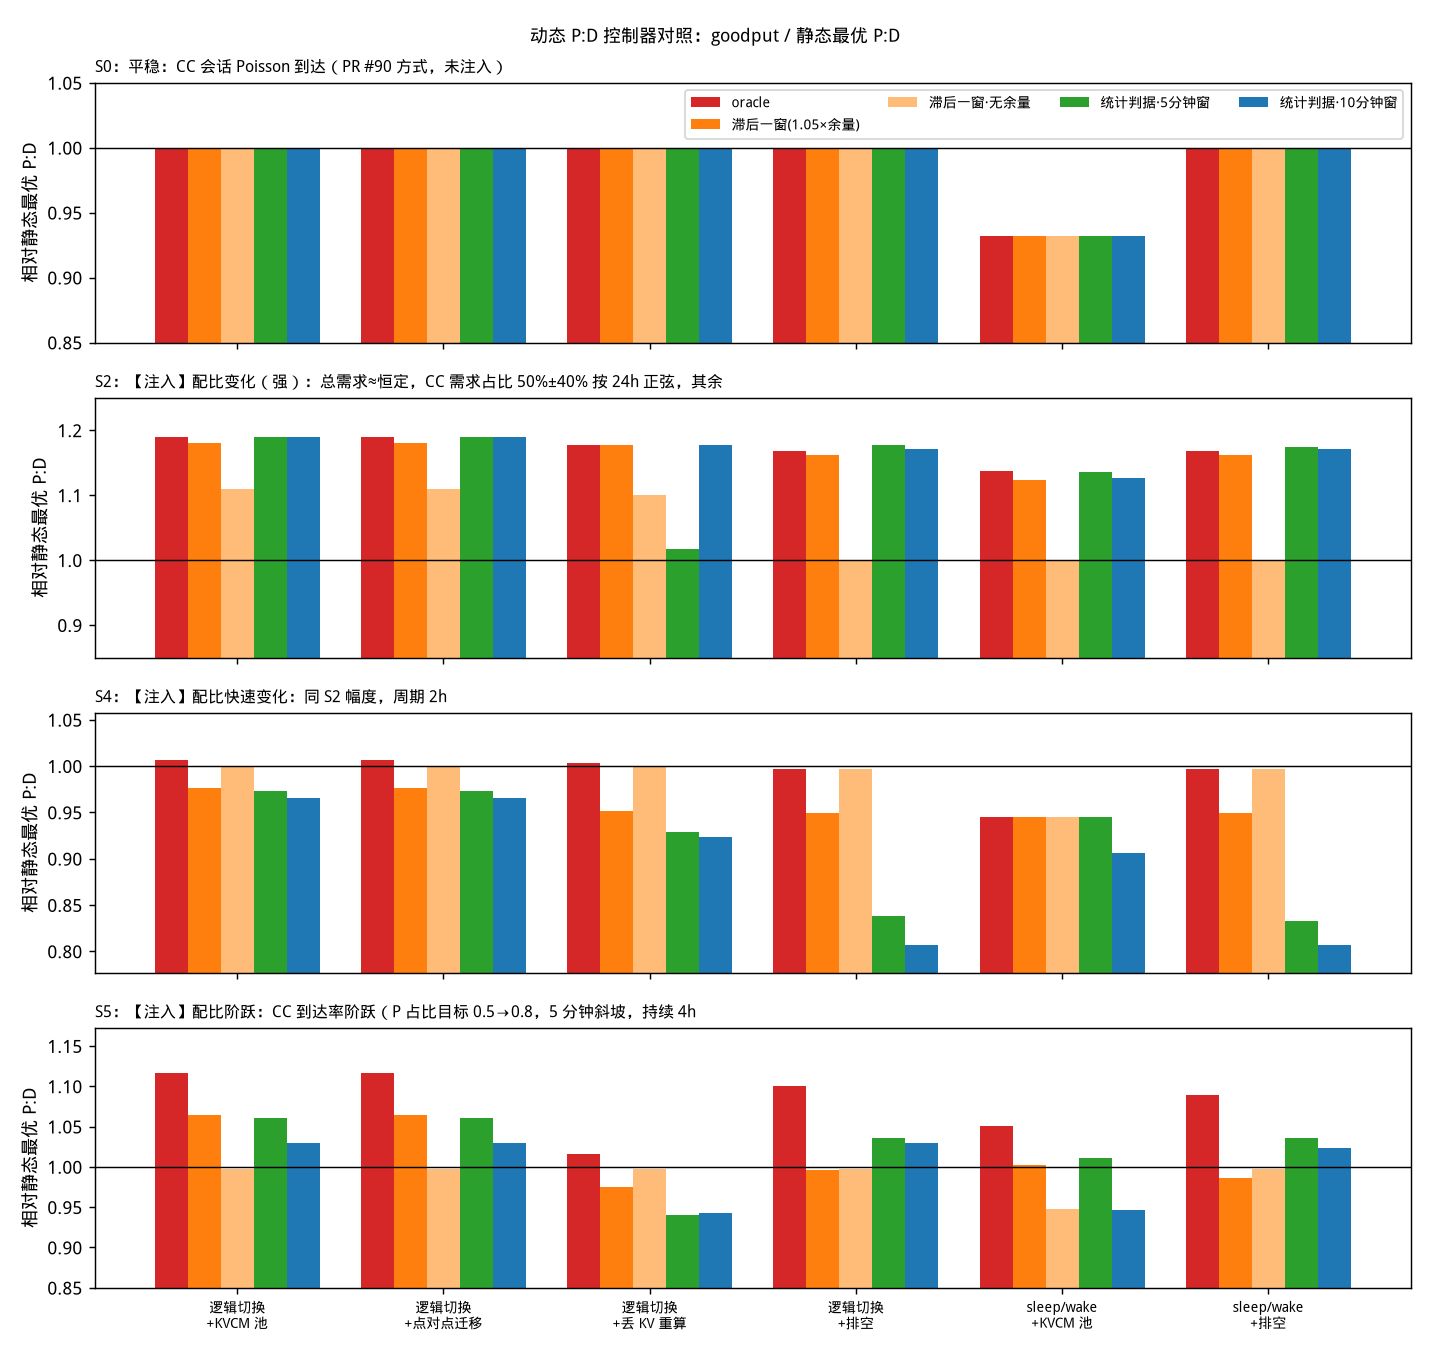 动态 P:D 控制器对照：goodput / 静态最优 P:D
S0：平稳：CC 会话 Poisson 到达（PR #90 方式，未注入）
相对静态最优 P:D
1.05
1.00
0.95
0.90
0.85
oracle
滞后一窗(1.05×余量)
滞后一窗·无余量
统计判据·5分钟窗
统计判据·10分钟窗
S2：【注入】配比变化（强）：总需求≈恒定，CC 需求占比 50%±40% 按 24h 正弦，其余
相对静态最优 P:D
1.2
1.1
1.0
0.9
S4：【注入】配比快速变化：同 S2 幅度，周期 2h
相对静态最优 P:D
1.05
1.00
0.95
0.90
0.85
0.80
S5：【注入】配比阶跃：CC 到达率阶跃（P 占比目标 0.5→0.8，5 分钟斜坡，持续 4h
相对静态最优 P:D
1.15
1.10
1.05
1.00
0.95
0.90
0.85
逻辑切换
+KVCM 池
逻辑切换
+点对点迁移
逻辑切换
+丢 KV 重算
逻辑切换
+排空
sleep/wake
+KVCM 池
sleep/wake
+排空